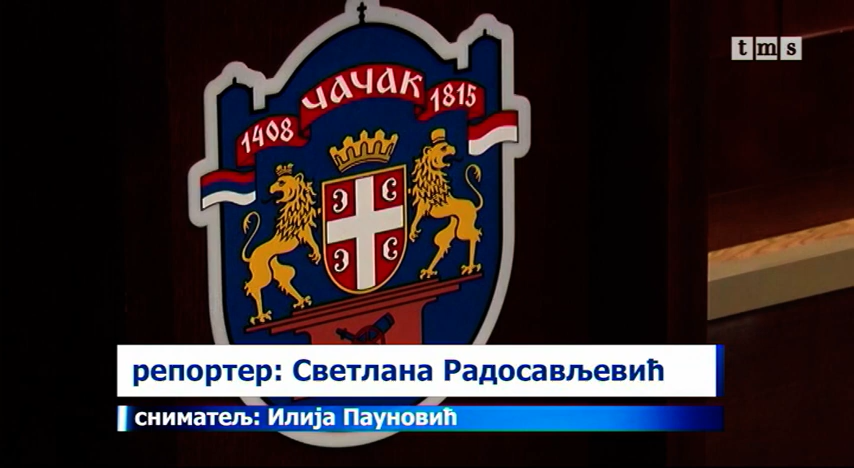 tms
ЧАЧАК
1408
1815
репортер: Светлана Радосављевић
сниматељ: Илија Пауновић